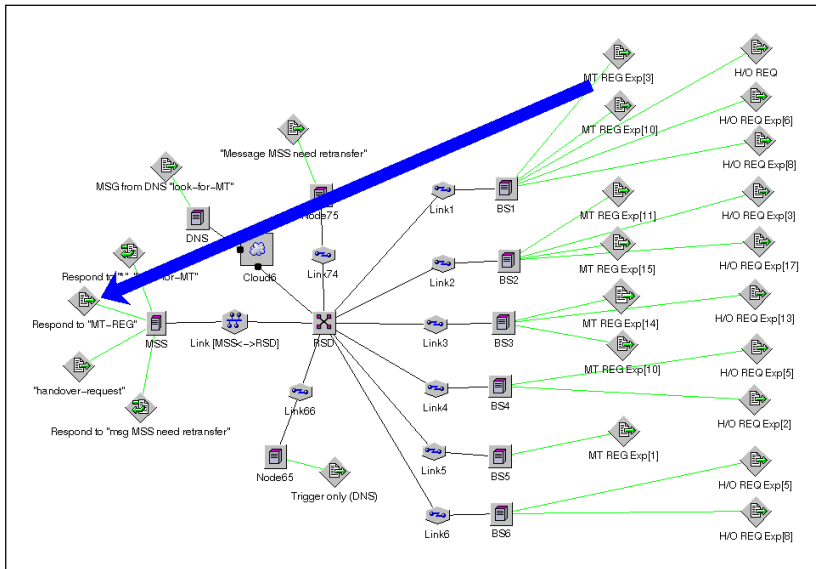 MT REG Exp[3]
H/O REQ
MT REG Exp[10]
H/O REQ Exp[6]
"Message MSS need retransfer"
H/O REQ Exp[8]
MSG from DNS "look-for-MT"
Link1
BS1
Node75
MT REG Exp[11]
H/O REQ Exp[3]
DNS
Link74
Cloud6
Link2
BS2
MT REG Exp[15]
H/O REQ Exp[17]
Respond to
-for-MT"
Respond to "MT-REG"
MSS
Link [MSS<->RSD]
RSD
Link3
BS3
MT REG Exp[14]
H/O REQ Exp[13]
MT REG Exp[10]
H/O REQ Exp[5]
"handover-request"
Link66
Link4
BS4
H/O REQ Exp[2]
Respond to "msg MSS need retransfer"
Node65
Link5
BS5
MT REG Exp[1]
Trigger only (DNS)
H/O REQ Exp[5]
Link6
BS6
H/O REQ Exp[8]